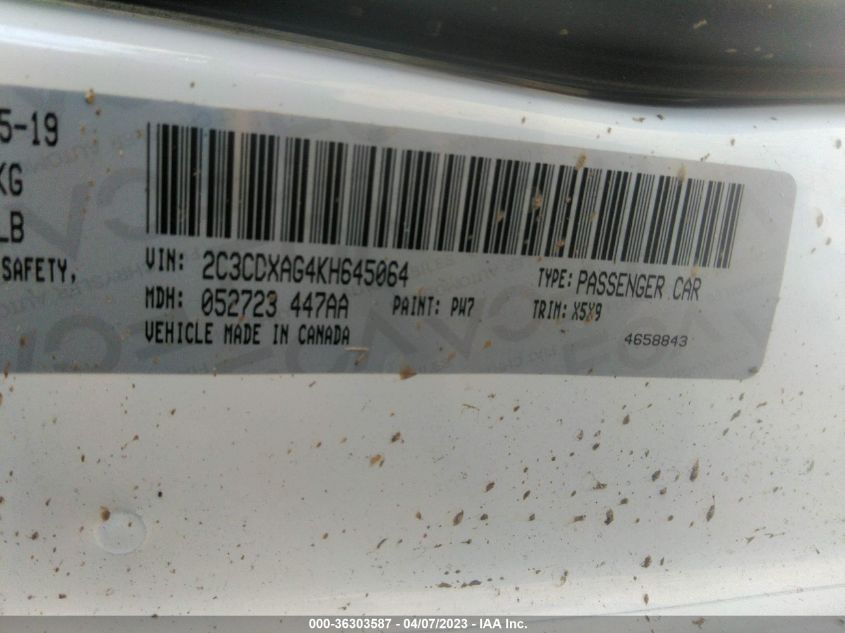 5-19
KG
LB
SAFETY,
VIN: 2C3CDXAG4KH645064
TYPE: PASSENGER CAR
MDH: 052723 447AA
PAINT: PW7
TRIM: X5X9
VEHICLE MADE IN CANADA
4658843
000-36303587 - 04/07/2023 - IAA Inc.